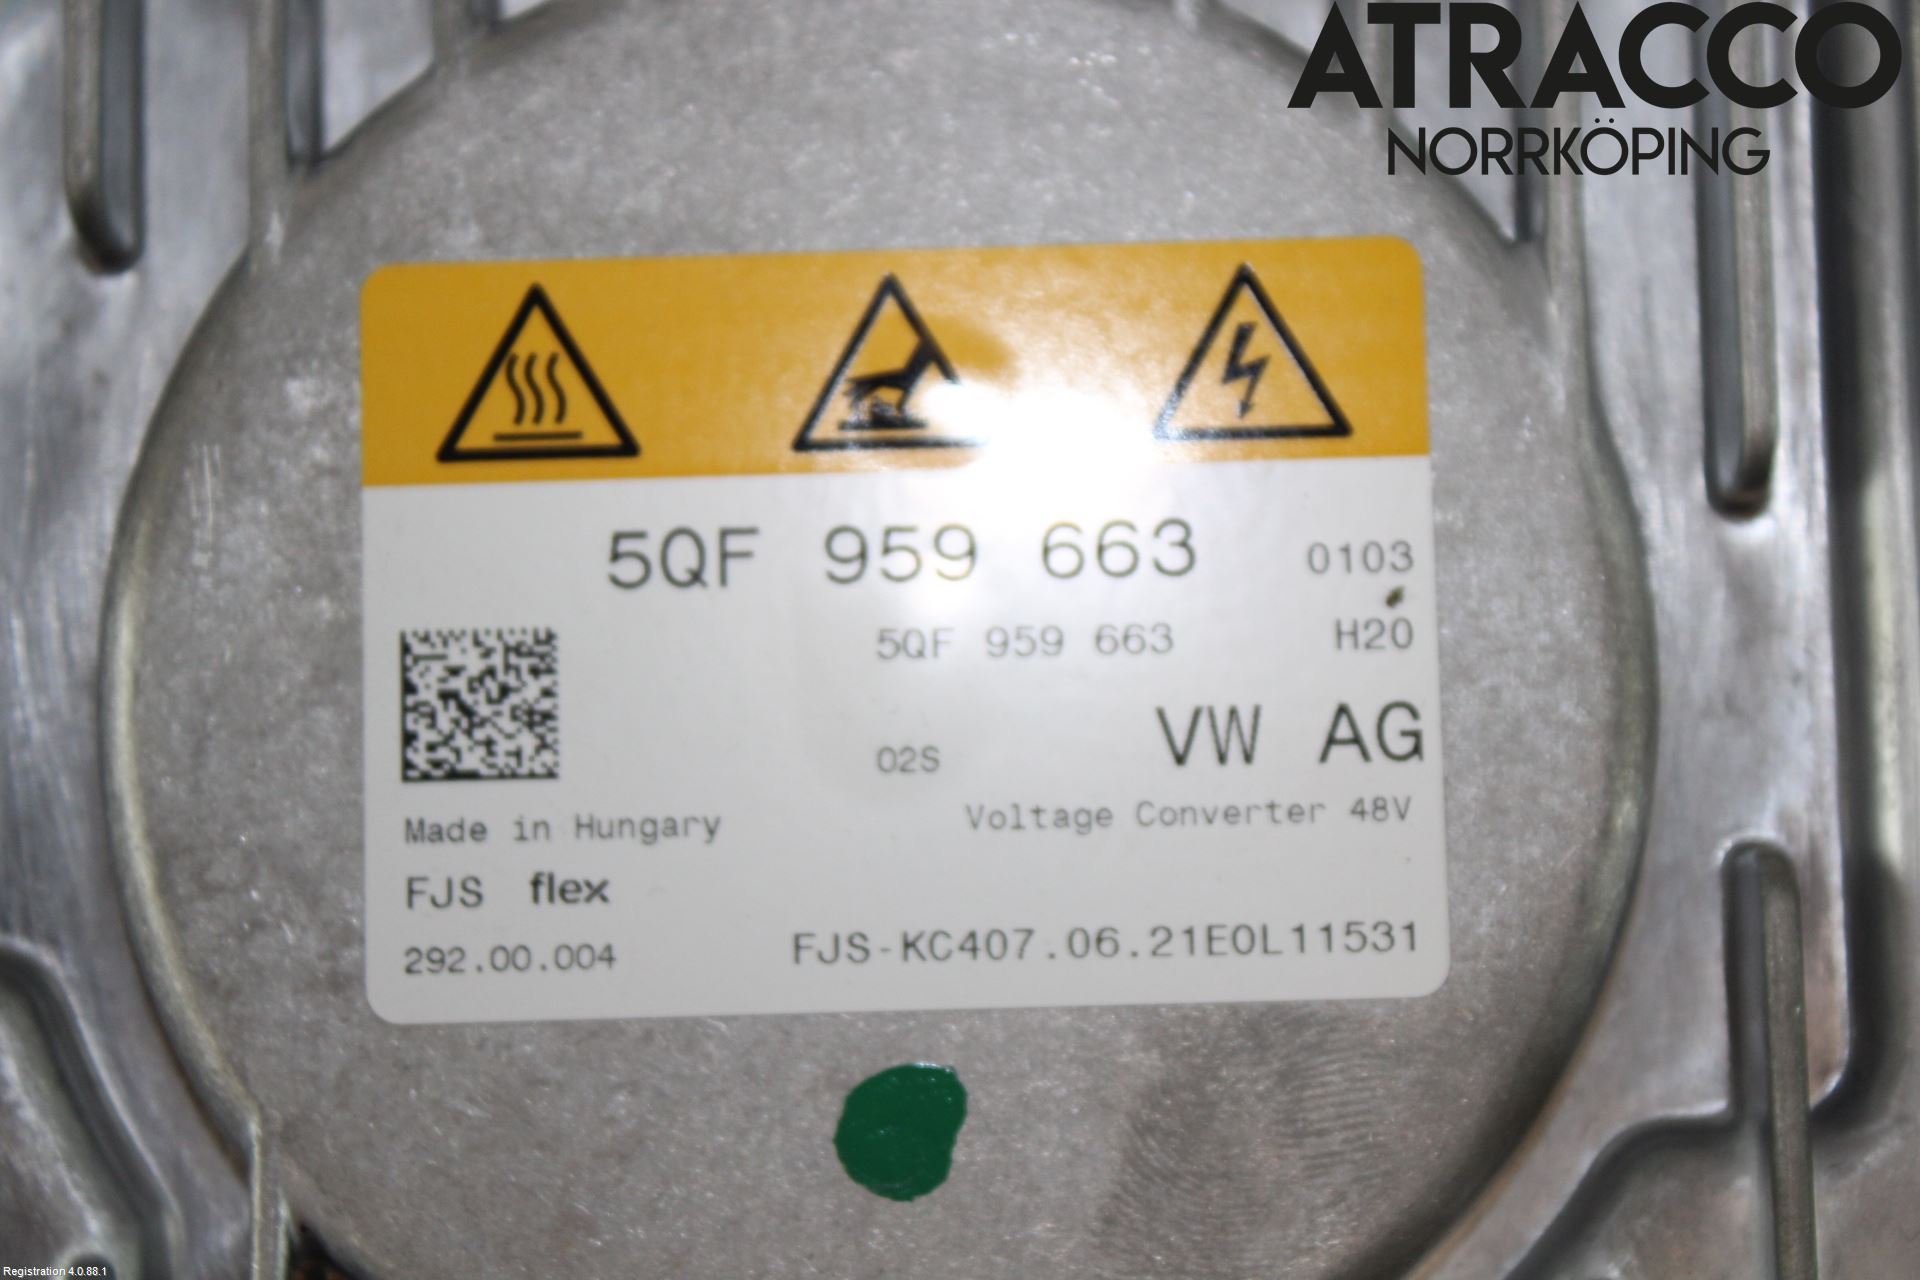 ATRACCO
NORRKÖPING
5QF 959 663 0103
5QF 959 663 H20
02S VW AG
Made in Hungary Voltage Converter 48V
FJS flex
292.00.004 FJS-KC407.06.21E0L11531
Registration 4.0.88.1